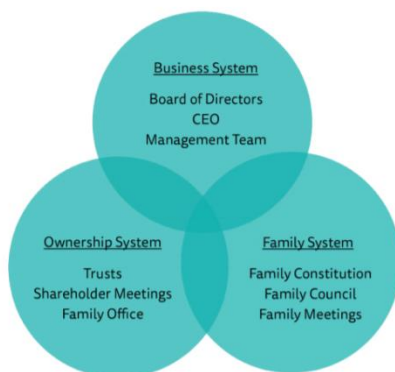 Business System
Board of Directors
CEO
Management Team
Ownership System
Trusts
Shareholder Meetings
Family Office
Family System
Family Constitution
Family Council
Family Meetings